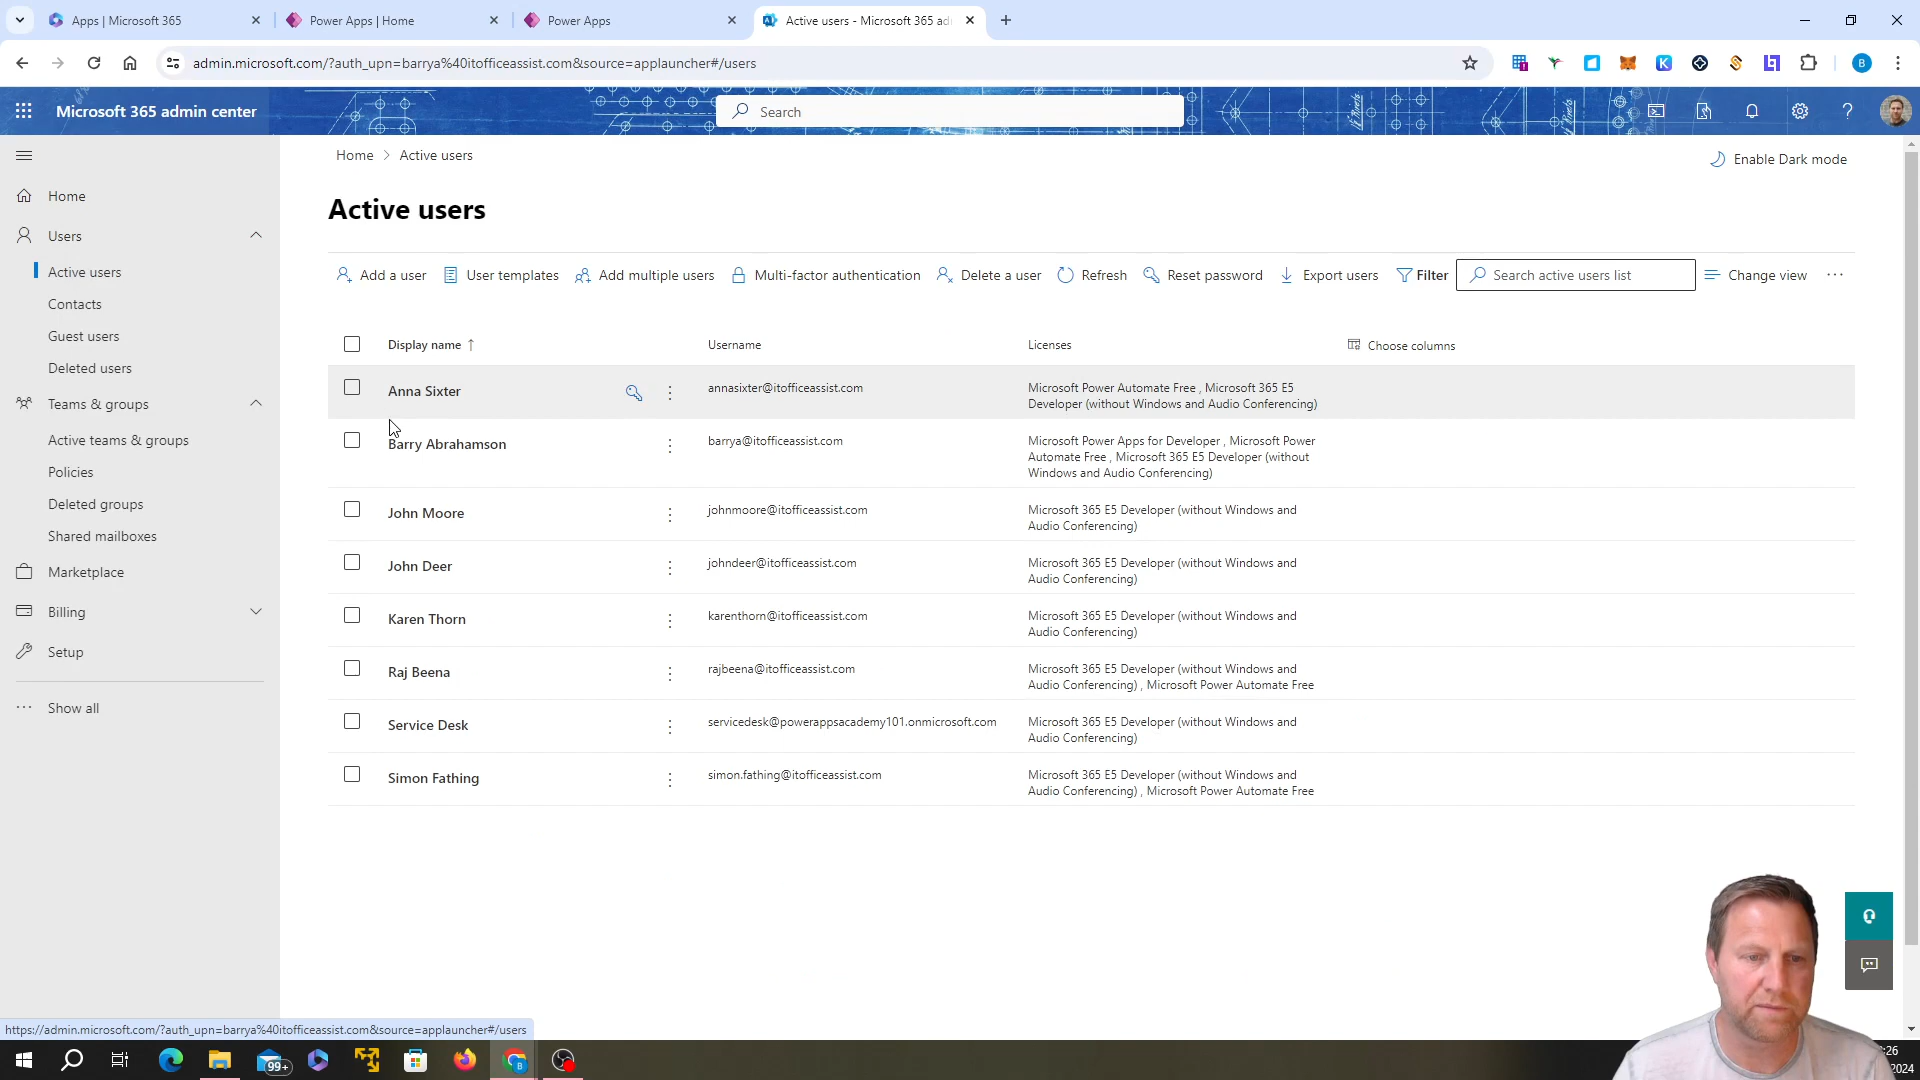 Apps | Microsoft 365
Power Apps | Home
Power Apps
Active users - Microsoft 365 ad
admin.microsoft.com/?auth_upn=barrya%40itofficeassist.com&source=applauncher#/users
B
Microsoft 365 admin center
Search
Home > Active users
Enable Dark mode
Active users
Home
Users
Active users
Contacts
Guest users
Deleted users
Teams & groups
Active teams & groups
Policies
Deleted groups
Shared mailboxes
Marketplace
Billing
Setup
Show all
Add a user
User templates
Add multiple users
Multi-factor authentication
Delete a user
Refresh
Reset password
Export users
Filter
Search active users list
Change view
Display name ↑
Username
Licenses
Choose columns
Anna Sixter
annasixter@itofficeassist.com
Microsoft Power Automate Free , Microsoft 365 E5
Developer (without Windows and Audio Conferencing)
Barry Abrahamson
barrya@itofficeassist.com
Microsoft Power Apps for Developer , Microsoft Power
Automate Free , Microsoft 365 E5 Developer (without
Windows and Audio Conferencing)
John Moore
johnmoore@itofficeassist.com
Microsoft 365 E5 Developer (without Windows and
Audio Conferencing)
John Deer
johndeer@itofficeassist.com
Microsoft 365 E5 Developer (without Windows and
Audio Conferencing)
Karen Thorn
karenthorn@itofficeassist.com
Microsoft 365 E5 Developer (without Windows and
Audio Conferencing)
Raj Beena
rajbeena@itofficeassist.com
Microsoft 365 E5 Developer (without Windows and
Audio Conferencing) , Microsoft Power Automate Free
Service Desk
servicedesk@powerappsacademy101.onmicrosoft.com
Microsoft 365 E5 Developer (without Windows and
Audio Conferencing)
Simon Fathing
simon.fathing@itofficeassist.com
Microsoft 365 E5 Developer (without Windows and
Audio Conferencing) , Microsoft Power Automate Free
https://admin.microsoft.com/?auth_upn=barrya%40itofficeassist.com&source=applauncher#/users
99+
:26
2024